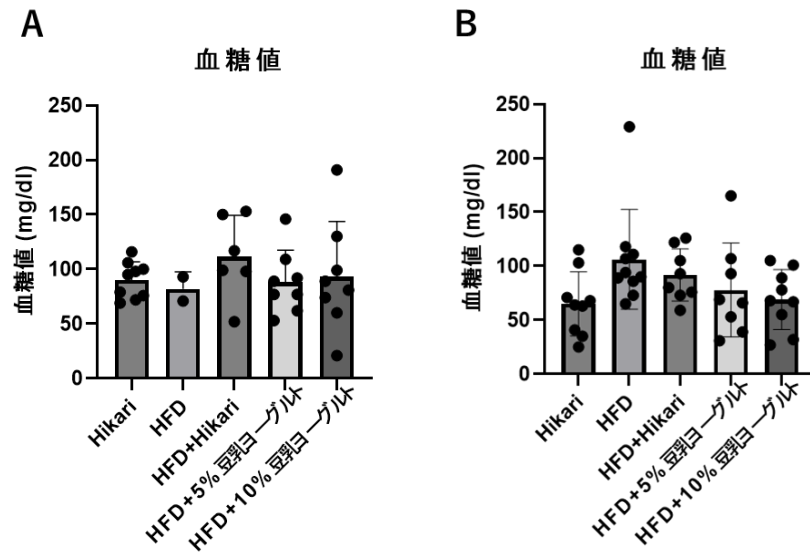 A
血糖値
血糖値 (mg/dl)
250
200
150
100
50
0
Hikari
HFD
HFD+Hikari
HFD+5% 豆乳ヨーグルト
HFD+10% 豆乳ヨーグルト
B
血糖値
血糖値 (mg/dl)
250
200
150
100
50
0
Hikari
HFD
HFD+Hikari
HFD+5% 豆乳ヨーグルト
HFD+10% 豆乳ヨーグルト